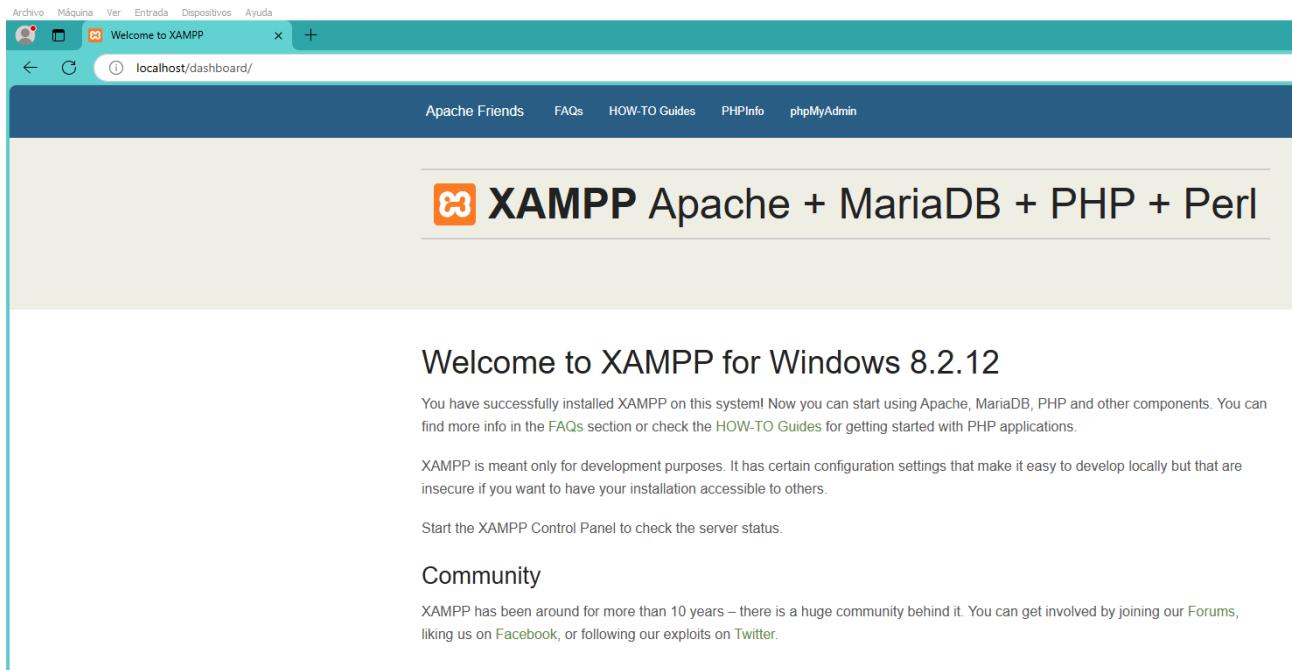 Archivo Máquina Ver Entrada Dispositivos Ayuda
Welcome to XAMPP
localhost/dashboard/
Apache Friends FAQs HOW-TO Guides PHPInfo phpMyAdmin
XAMPP Apache + MariaDB + PHP + Perl
Welcome to XAMPP for Windows 8.2.12
You have successfully installed XAMPP on this system! Now you can start using Apache, MariaDB, PHP and other components. You can
find more info in the FAQs section or check the HOW-TO Guides for getting started with PHP applications.
XAMPP is meant only for development purposes. It has certain configuration settings that make it easy to develop locally but that are
insecure if you want to have your installation accessible to others.
Start the XAMPP Control Panel to check the server status.
Community
XAMPP has been around for more than 10 years – there is a huge community behind it. You can get involved by joining our Forums,
liking us on Facebook, or following our exploits on Twitter.